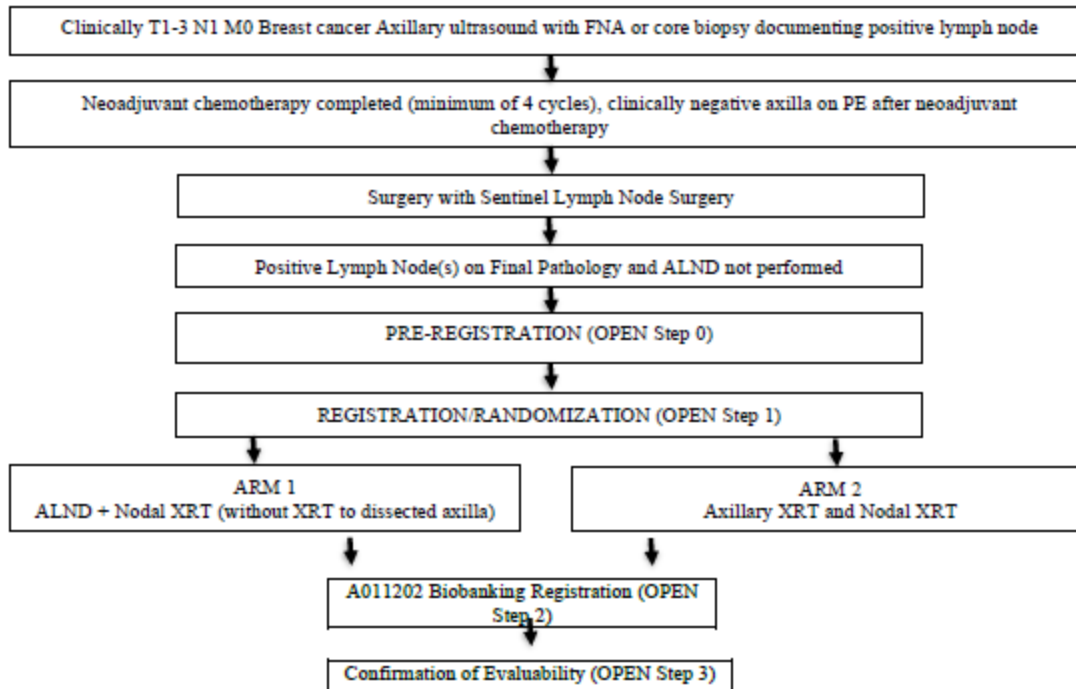 Clinically T1-3 N1 M0 Breast cancer Axillary ultrasound with FNA or core biopsy documenting positive lymph node
Neoadjuvant chemotherapy completed (minimum of 4 cycles), clinically negative axilla on PE after neoadjuvant
chemotherapy
Surgery with Sentinel Lymph Node Surgery
Positive Lymph Node(s) on Final Pathology and ALND not performed
PRE-REGISTRATION (OPEN Step 0)
REGISTRATION/RANDOMIZATION (OPEN Step 1)
ARM 1
ALND + Nodal XRT (without XRT to dissected axilla)
ARM 2
Axillary XRT and Nodal XRT
A011202 Biobanking Registration (OPEN
Step 2)
Confirmation of Evaluability (OPEN Step 3)